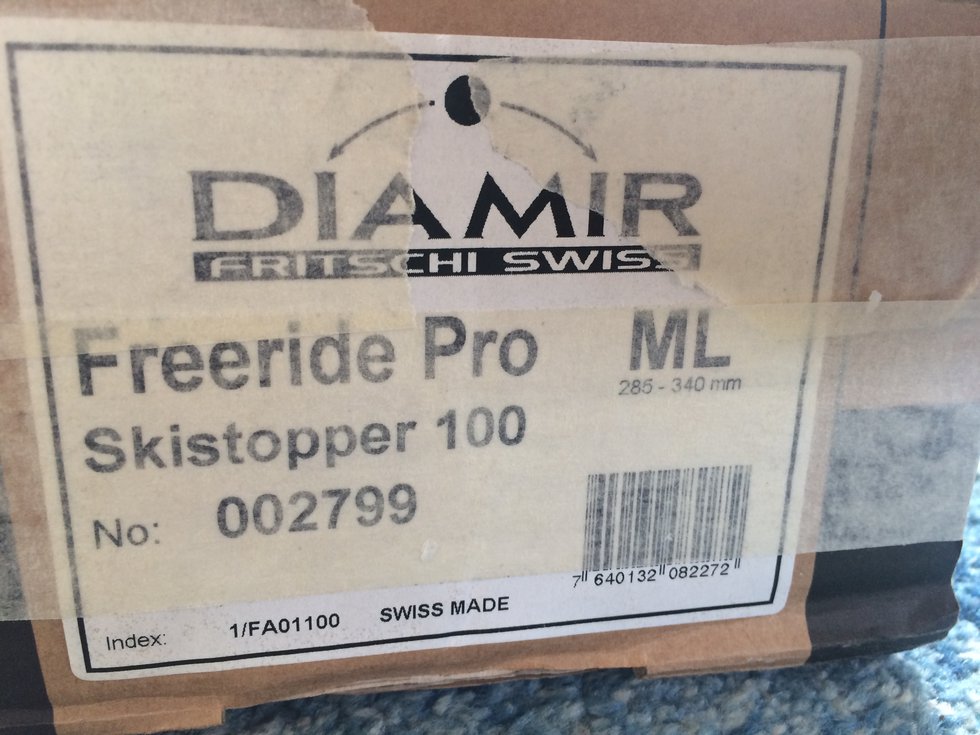 DIAMIR
FRITSCHI SWISS
Freeride Pro ML
285 - 340 mm
Skistopper 100
No: 002799
7 640132 082272
Index: 1/FA01100 SWISS MADE